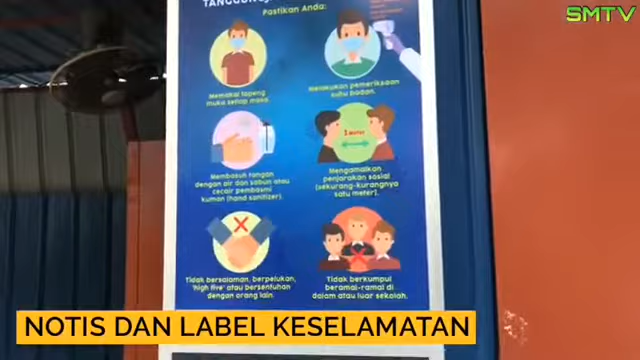 SMTV
Pastikan Anda:
Memakai topeng
muka setiap masa.
Melakukan pemeriksaan
suhu badan.
1 METER
Membasuh tangan
dengan air dan sabun atau
cecair pembasmi
kuman (hand sanitizer).
Mengamalkan
penjarakan sosial
(sekurang-kurangnya
satu meter).
Tidak bersalaman, berpelukan,
'high five' atau bersentuhan
dengan orang lain.
Tidak berkumpul
beramai-ramai di
dalam atau luar sekolah.
NOTIS DAN LABEL KESELAMATAN